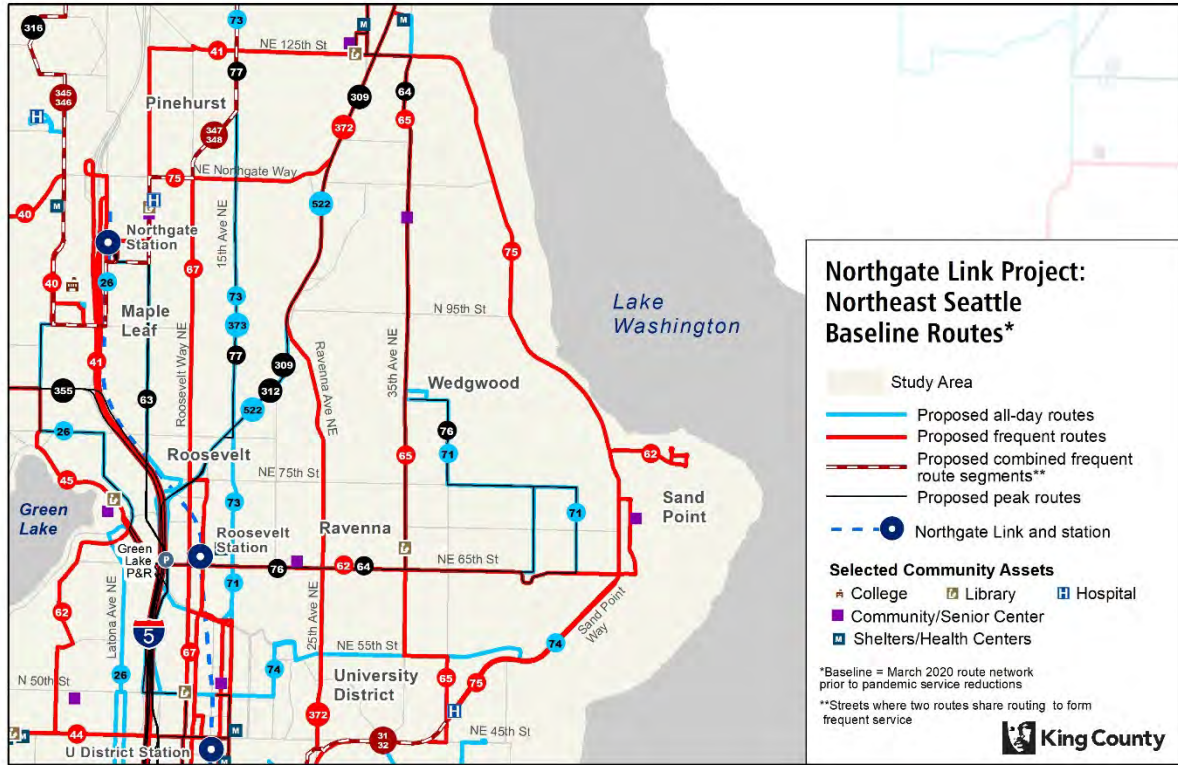 316
73
41
NE 125th St
77
Pinehurst
345
346
309
64
347
348
372
65
NE Northgate Way
75
40
522
15th Ave NE
Northgate
Station
75
67
40
26
73
Maple
Leaf
373
N 95th St
Lake
Washington
41
77
Roosevelt Way NE
309
Ravenna Ave NE
35th Ave NE
Wedgwood
355
63
312
522
76
26
71
Roosevelt
65
62
45
NE 75th St
Green
Lake
73
71
Sand
Point
Roosevelt
Station
Ravenna
Green
Lake
P&R
P
76
62
64
NE 65th St
71
62
Latona Ave NE
5
25th Ave NE
Sand Point
Way
67
NE 55th St
74
74
26
University
District
65
75
N 50th St
372
44
31
32
NE 45th St
U District Station
Northgate Link Project:
Northeast Seattle
Baseline Routes*
Study Area
Proposed all-day routes
Proposed frequent routes
Proposed combined frequent
route segments**
Proposed peak routes
Northgate Link and station
Selected Community Assets
College
Library
H Hospital
Community/Senior Center
M Shelters/Health Centers
*Baseline = March 2020 route network
prior to pandemic service reductions
**Streets where two routes share routing to form
frequent service
King County